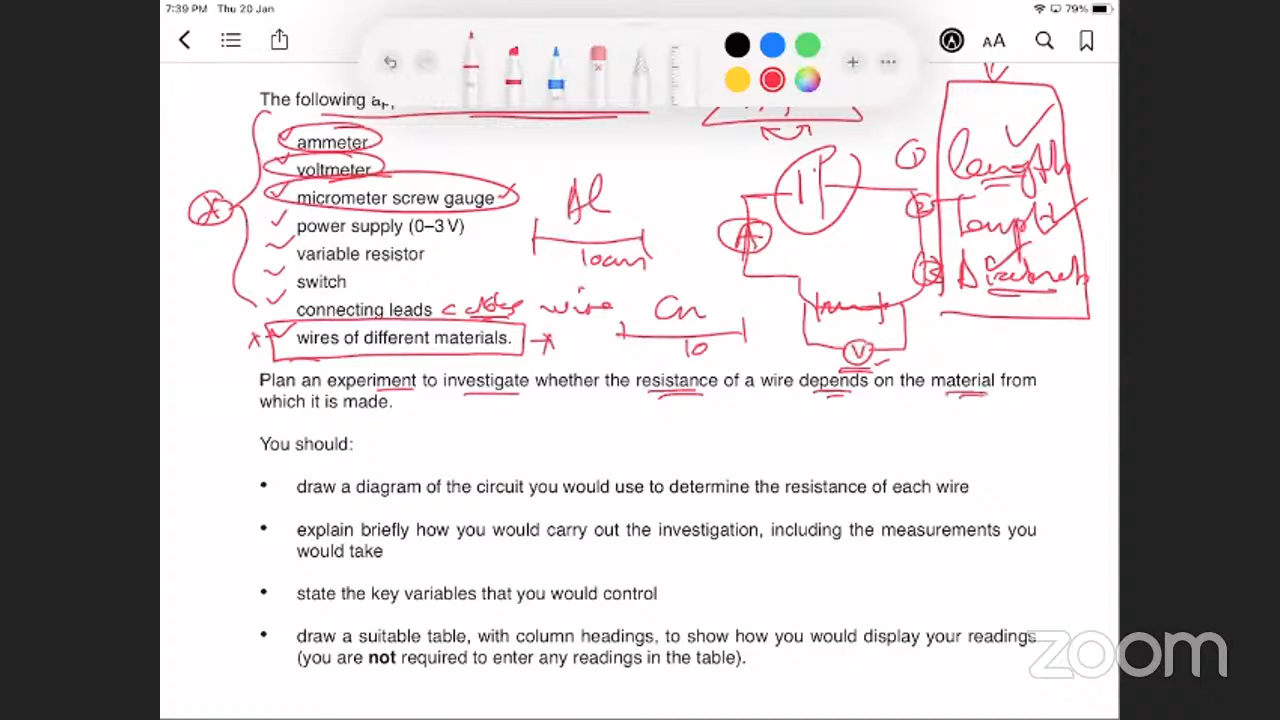 7:39 PM Thu 20 Jan
79%
AA
The following ap
ammeter
voltmeter
micrometer screw gauge
power supply (0–3 V)
variable resistor
switch
connecting leads wire
wires of different materials.
Al
10cm
Cu
10
A
V
① length
② Temp
③ Diameter
Plan an experiment to investigate whether the resistance of a wire depends on the material from
which it is made.
You should:
• draw a diagram of the circuit you would use to determine the resistance of each wire
• explain briefly how you would carry out the investigation, including the measurements you
would take
• state the key variables that you would control
• draw a suitable table, with column headings, to show how you would display your readings
(you are not required to enter any readings in the table).
zoom